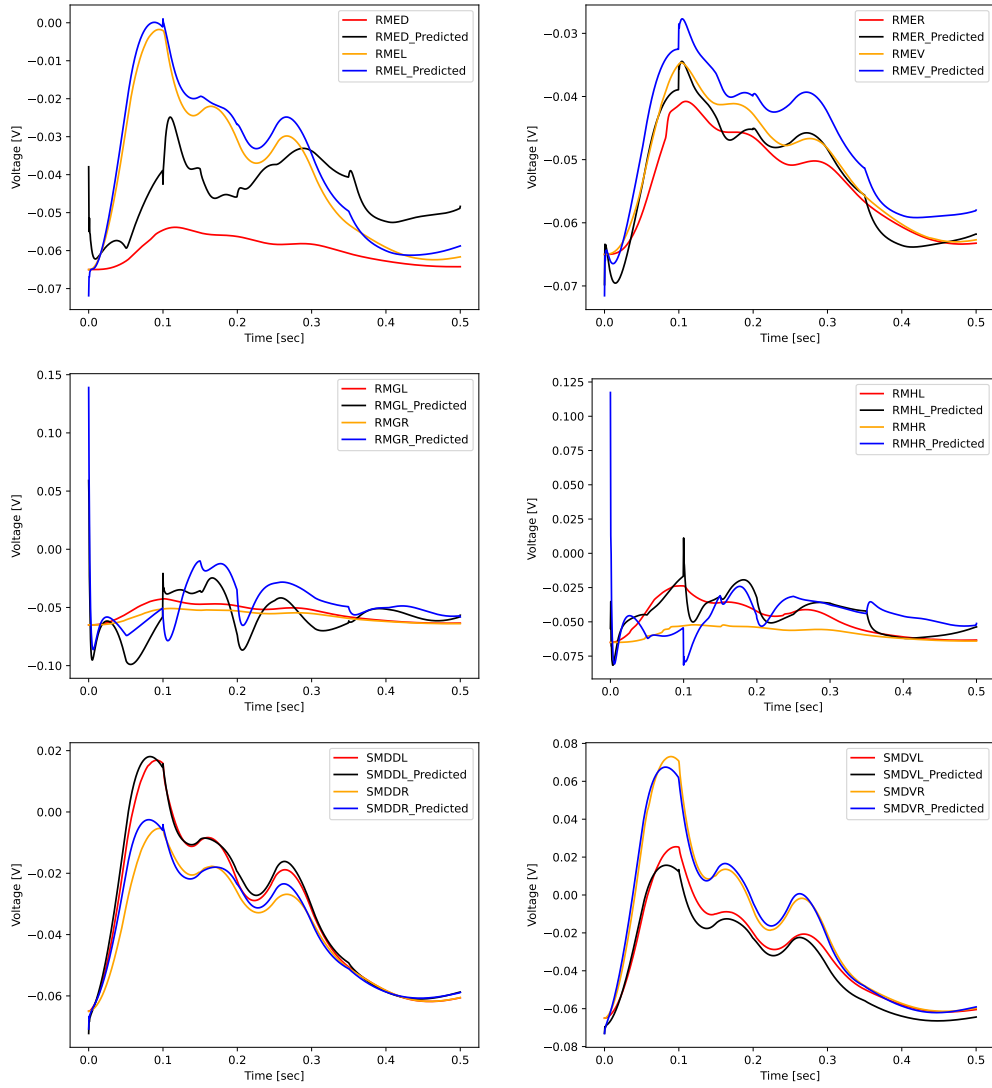 0.00
−0.01
−0.02
−0.03
−0.04
−0.05
−0.06
−0.07
Voltage [V]
RMED
RMED_Predicted
RMEL
RMEL_Predicted
0.0 0.1 0.2 0.3 0.4 0.5
Time [sec]
−0.03
−0.04
−0.05
−0.06
−0.07
Voltage [V]
RMER
RMER_Predicted
RMEV
RMEV_Predicted
0.0 0.1 0.2 0.3 0.4 0.5
Time [sec]
0.15
0.10
0.05
0.00
−0.05
−0.10
Voltage [V]
RMGL
RMGL_Predicted
RMGR
RMGR_Predicted
0.0 0.1 0.2 0.3 0.4 0.5
Time [sec]
0.125
0.100
0.075
0.050
0.025
0.000
−0.025
−0.050
−0.075
Voltage [V]
RMHL
RMHL_Predicted
RMHR
RMHR_Predicted
0.0 0.1 0.2 0.3 0.4 0.5
Time [sec]
0.02
0.00
−0.02
−0.04
−0.06
Voltage [V]
SMDDL
SMDDL_Predicted
SMDDR
SMDDR_Predicted
0.0 0.1 0.2 0.3 0.4 0.5
Time [sec]
0.08
0.06
0.04
0.02
0.00
−0.02
−0.04
−0.06
−0.08
Voltage [V]
SMDVL
SMDVL_Predicted
SMDVR
SMDVR_Predicted
0.0 0.1 0.2 0.3 0.4 0.5
Time [sec]